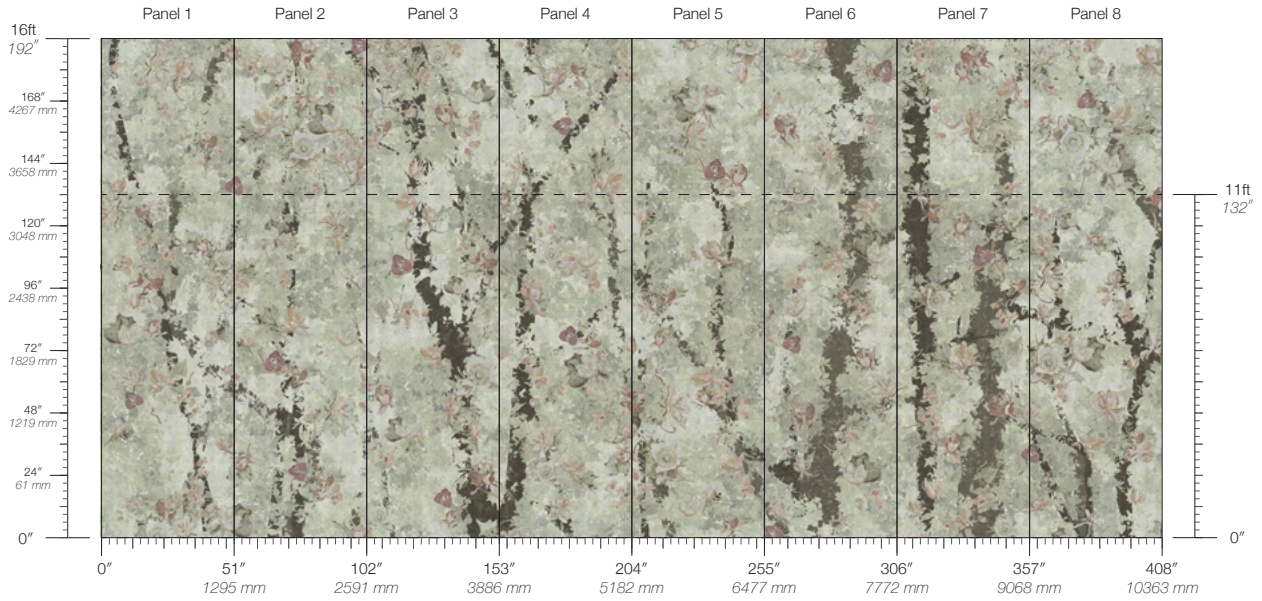 Panel 1 Panel 2 Panel 3 Panel 4 Panel 5 Panel 6 Panel 7 Panel 8
16ft
192"
168"
4267 mm
144"
3658 mm
11ft
132"
120"
3048 mm
96"
2438 mm
72"
1829 mm
48"
1219 mm
24"
61 mm
0" 0"
0" 51" 102" 153" 204" 255" 306" 357" 408"
1295 mm 2591 mm 3886 mm 5182 mm 6477 mm 7772 mm 9068 mm 10363 mm